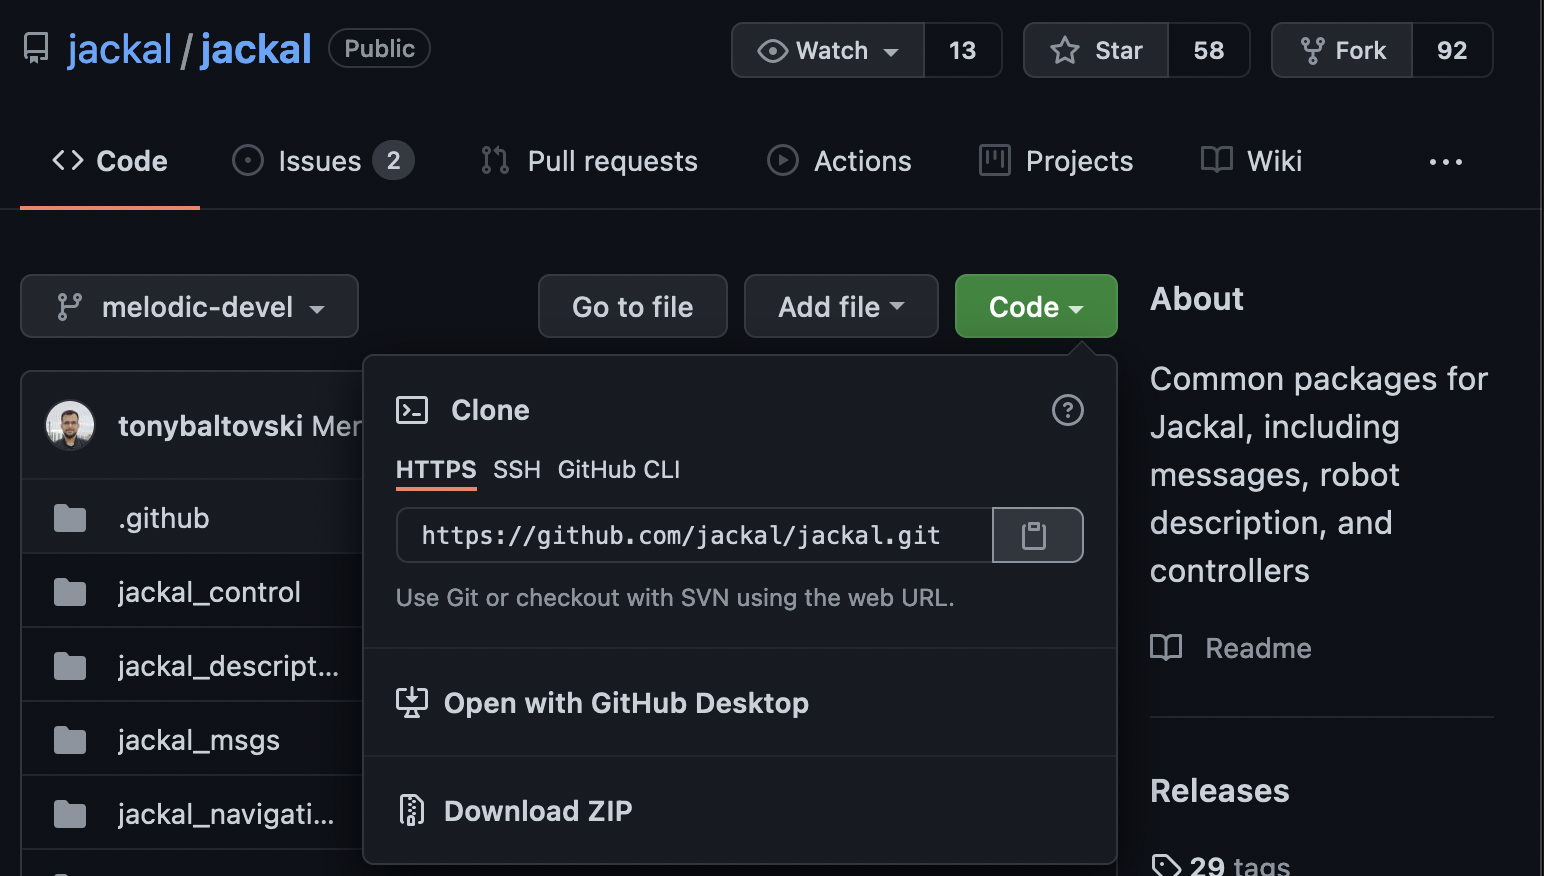 jackal / jackal Public Watch 13 Star 58 Fork 92
Code Issues 2 Pull requests Actions Projects Wiki ...
melodic-devel Go to file Add file Code
tonybaltovski Mer
.github
jackal_control
jackal_descript...
jackal_msgs
jackal_navigati...
Clone
HTTPS SSH GitHub CLI
https://github.com/jackal/jackal.git
Use Git or checkout with SVN using the web URL.
Open with GitHub Desktop
Download ZIP
About
Common packages for
Jackal, including
messages, robot
description, and
controllers
Readme
Releases
29 tags